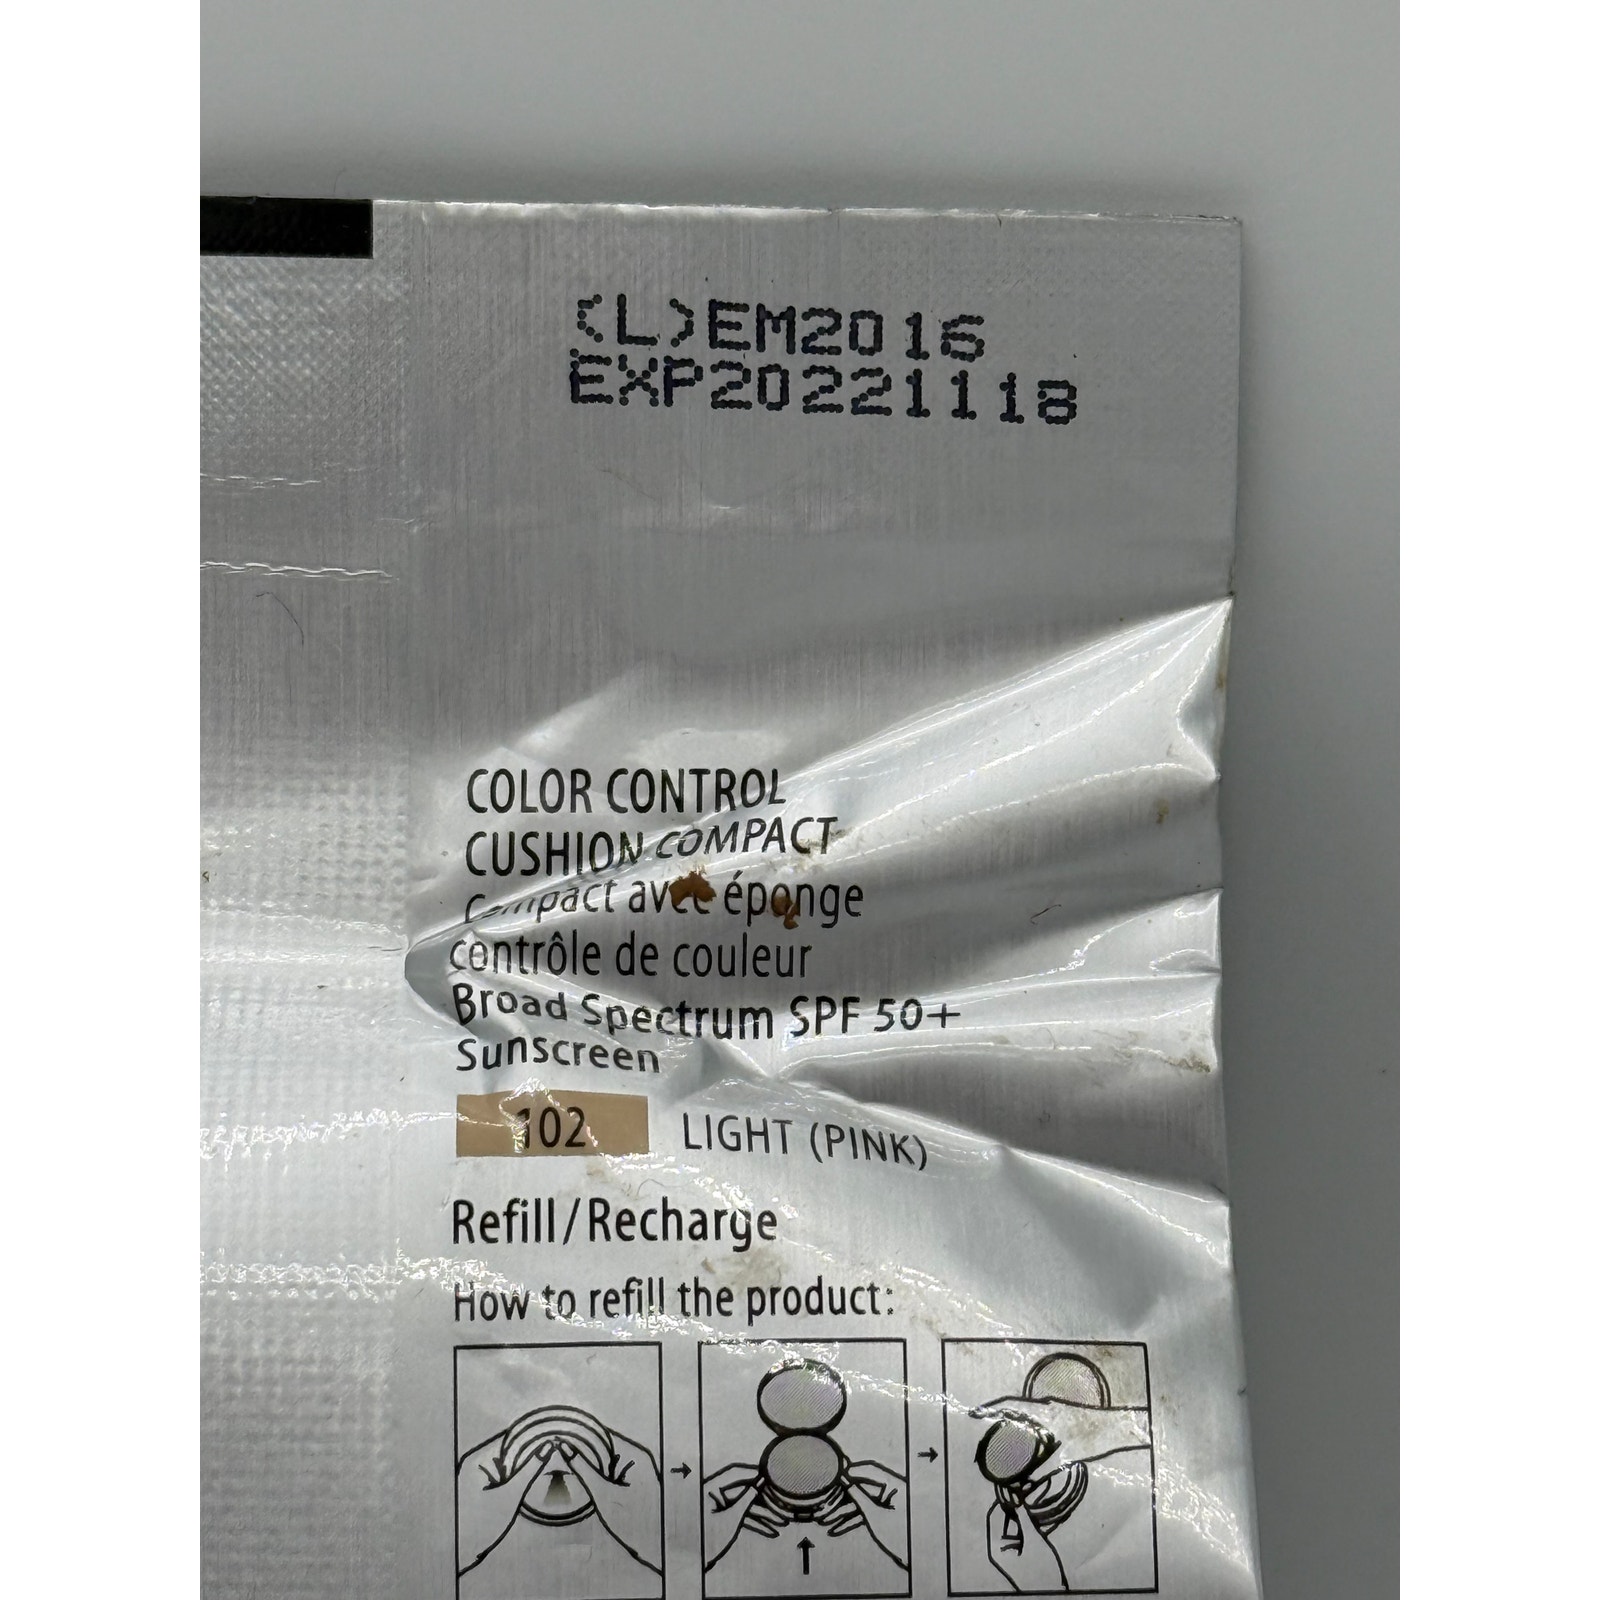 (L)EM2016
EXP20221118
COLOR CONTROL
CUSHION COMPACT
Compact avec éponge
contrôle de couleur
Broad Spectrum SPF 50+
Sunscreen
102 LIGHT (PINK)
Refill/Recharge
How to refill the product: